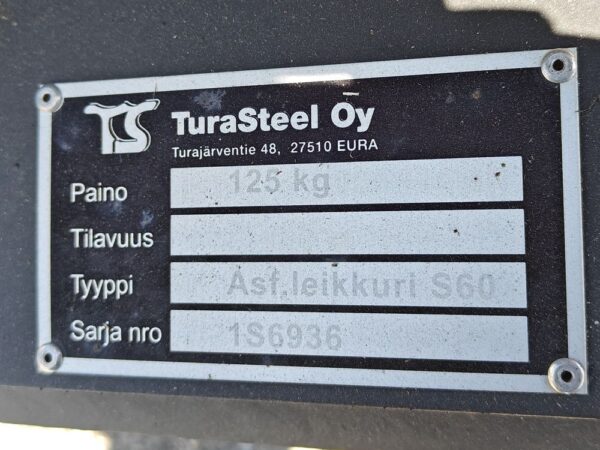 TS TuraSteel Oy
Turajärventie 48, 27510 EURA
Paino 125 kg
Tilavuus
Tyyppi Asf.leikkuri S60
Sarja nro 1S6936